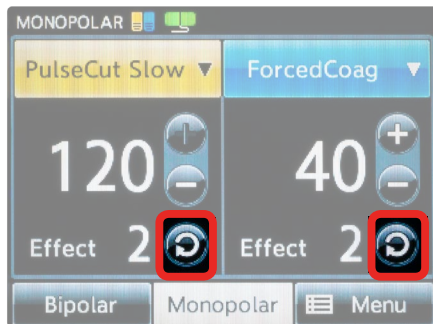 MONOPOLAR
PulseCut Slow ▼ ForcedCoag ▼
120 40
Effect 2 Effect 2
Bipolar Monopolar Menu